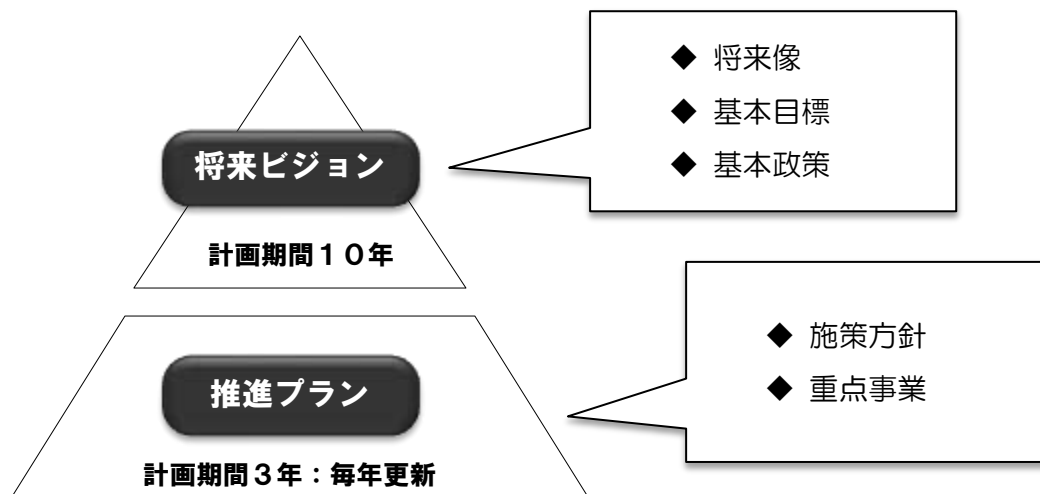 将来ビジョン
計画期間１０年
◆ 将来像
◆ 基本目標
◆ 基本政策
推進プラン
計画期間３年：毎年更新
◆ 施策方針
◆ 重点事業